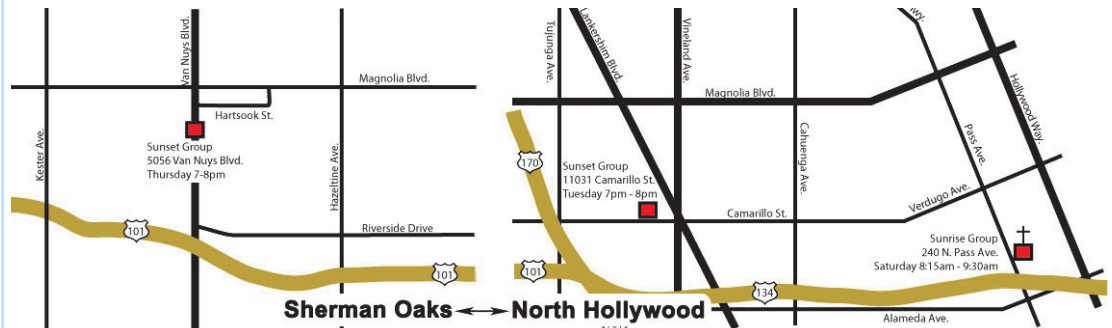 Kester Ave.
Van Nuys Blvd.
Magnolia Blvd.
Hartsook St.
Sunset Group
5056 Van Nuys Blvd.
Thursday 7-8pm
Hazeltine Ave.
101
Riverside Drive
101
Sherman Oaks
Tujunga Ave.
Lankershim Blvd.
Vineland Ave.
Magnolia Blvd.
Hollywood Way.
170
Sunset Group
11031 Camarillo St.
Tuesday 7pm - 8pm
Cahuenga Ave.
Pass Ave.
Camarillo St.
Verdugo Ave.
Sunrise Group
240 N. Pass Ave.
Saturday 8:15am - 9:30am
101
134
North Hollywood
Alameda Ave.